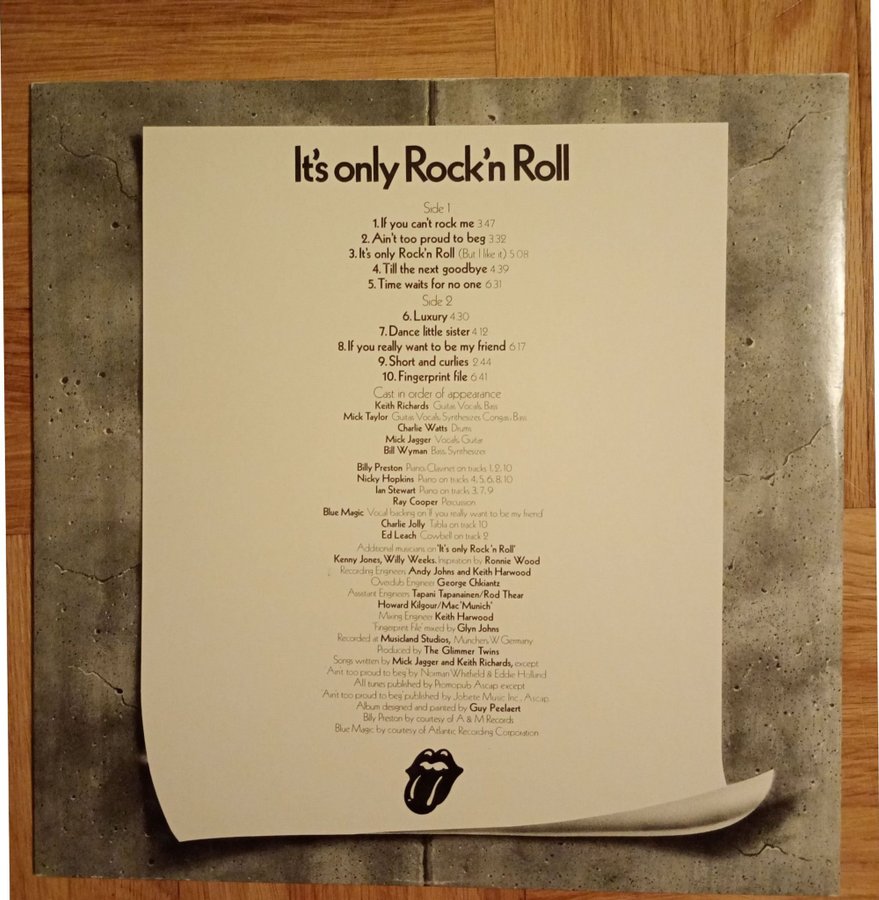 It's only Rock'n Roll
Side 1
1. If you can't rock me 3.47
2. Ain't too proud to beg 3.32
3. It's only Rock'n Roll (But I like it) 5.08
4. Till the next goodbye 4.39
5. Time waits for no one 6.31
Side 2
6. Luxury 4.30
7. Dance little sister 4.12
8. If you really want to be my friend 6.17
9. Short and curlies 2.44
10. Fingerprint file 6.41
Cast in order of appearance
Keith Richards Guitar, Vocals, Bass
Mick Taylor Guitar, Vocals, Synthesizer, Congas, Bass
Charlie Watts Drums
Mick Jagger Vocals, Guitar
Bill Wyman Bass, Synthesizer
Billy Preston Piano, Clavinet on tracks 1, 2, 10
Nicky Hopkins Piano on tracks 4, 5, 6, 8, 10
Ian Stewart Piano on tracks 3, 7, 9
Ray Cooper Percussion
Blue Magic Vocal backing on 'If you really want to be my friend'
Charlie Jolly Tabla on track 10
Ed Leach Cowbell on track 2
Additional musicians on 'It's only Rock 'n Roll'
Kenny Jones, Willy Weeks. Inspiration by Ronnie Wood
Recording Engineers Andy Johns and Keith Harwood
Overdub Engineer George Chkiantz
Assistant Engineers Tapani Tapanainen/Rod Thear
Howard Kilgour/Mac 'Munich'
Mixing Engineer Keith Harwood
'Fingerprint File' mixed by Glyn Johns
Recorded at Musicland Studios, Munchen, W. Germany
Produced by The Glimmer Twins
Songs written by Mick Jagger and Keith Richards, except
'Ain't too proud to beg' by Norman Whitfield & Eddie Holland
All tunes published by Promopub Ascap except
'Ain't too proud to beg' published by Jobete Music Inc., Ascap.
Album designed and painted by Guy Peelaert
Billy Preston by courtesy of A & M Records
Blue Magic by courtesy of Atlantic Recording Corporation